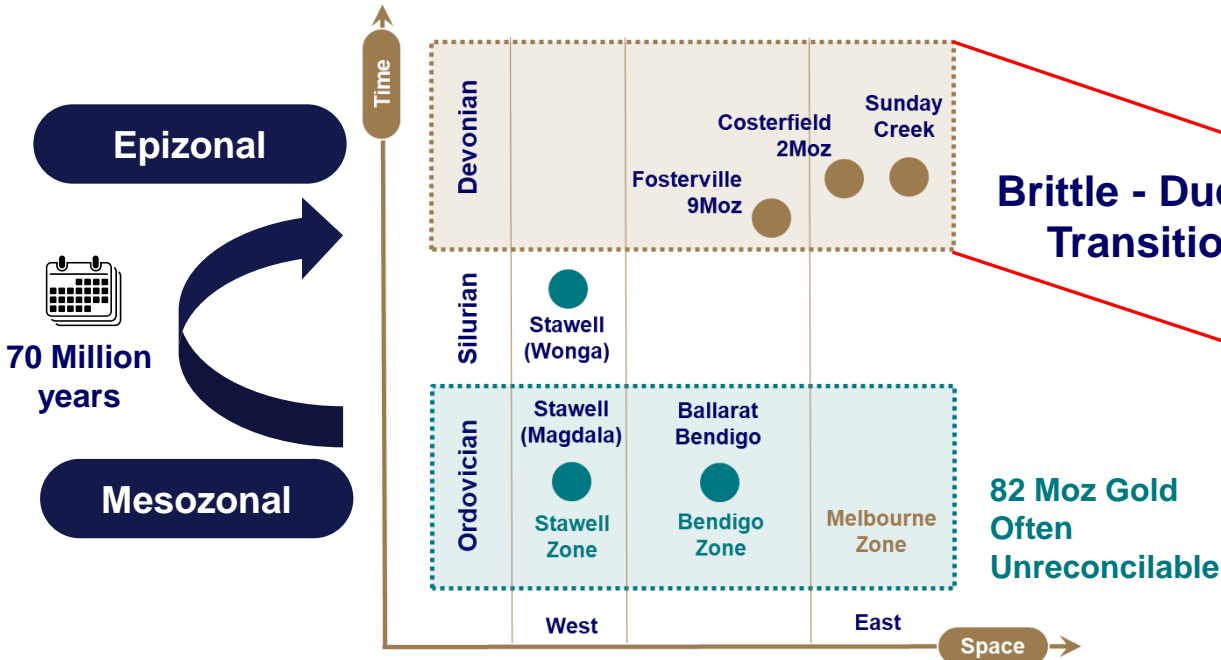 Time
Epizonal
Devonian
Sunday
Creek
Costerfield
2Moz
Fosterville
9Moz
Brittle - Du
Transitio
70 Million
years
Silurian
Stawell
(Wonga)
Mesozonal
Ordovician
Stawell
(Magdala)
Ballarat
Bendigo
Stawell
Zone
Bendigo
Zone
Melbourne
Zone
82 Moz Gold
Often
Unreconcilable
West
East
Space